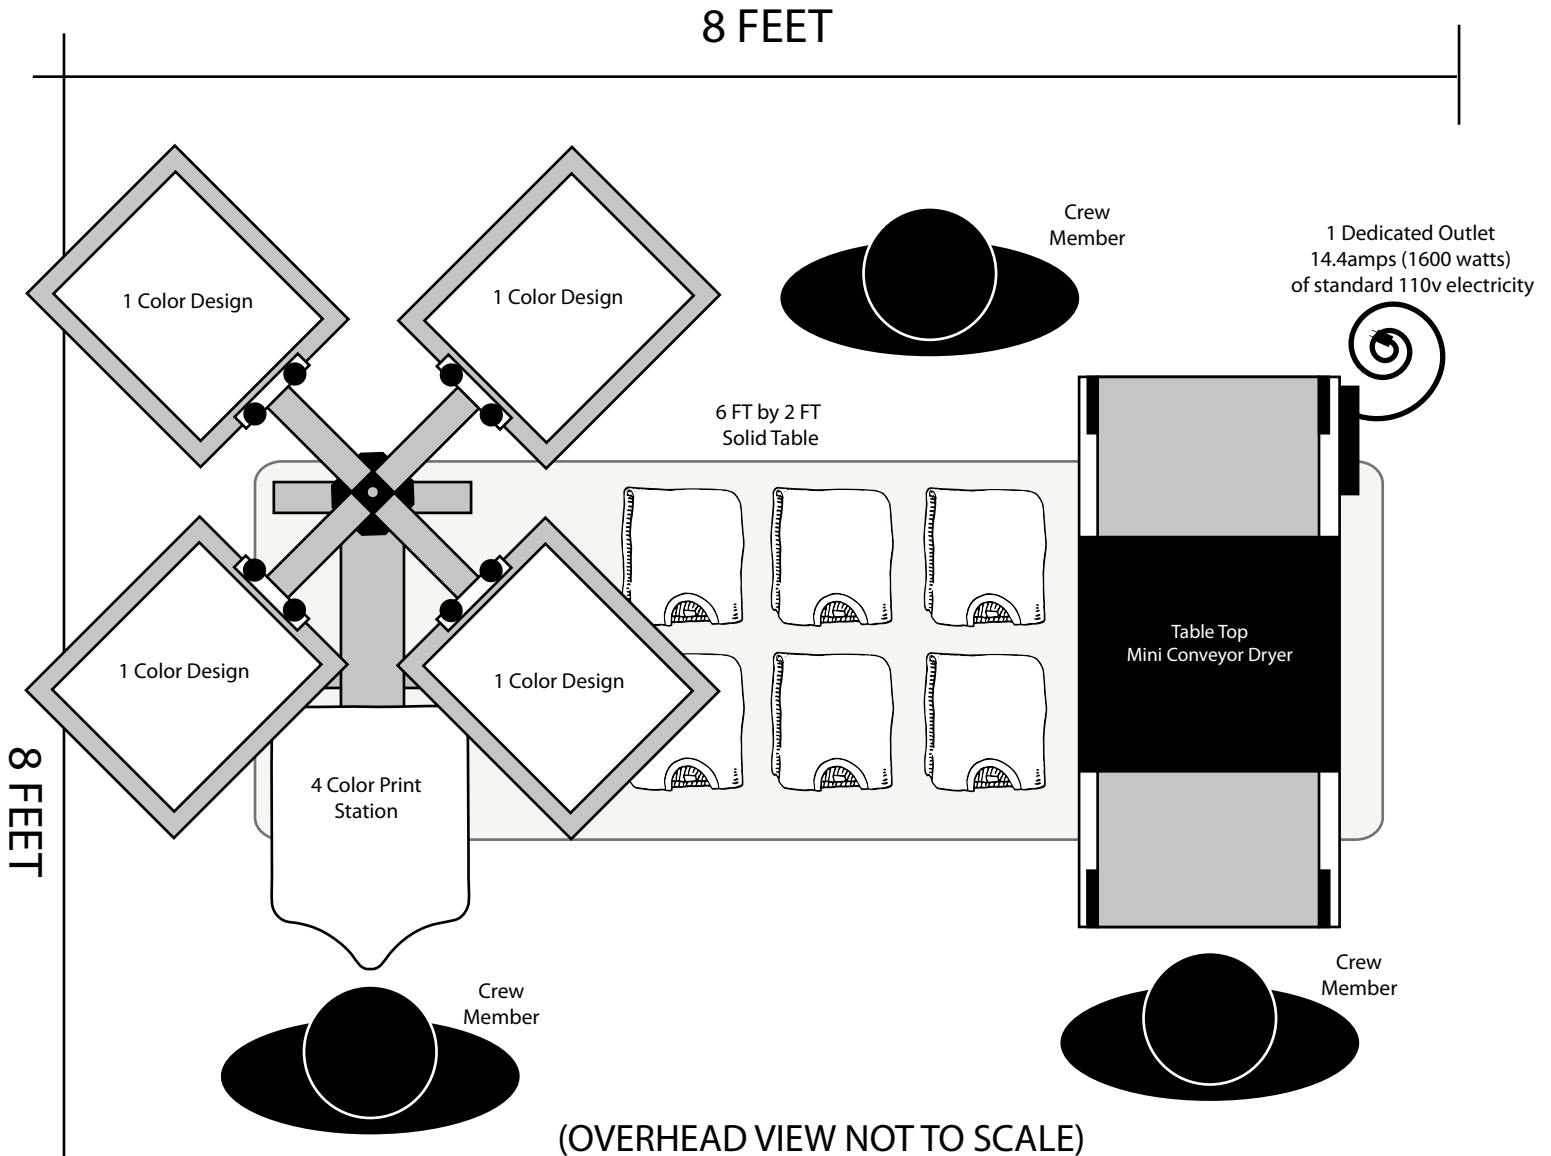 8 FEET
Crew
Member
1 Dedicated Outlet
14.4amps (1600 watts)
of standard 110v electricity
1 Color Design
1 Color Design
6 FT by 2 FT
Solid Table
Table Top
Mini Conveyor Dryer
1 Color Design
1 Color Design
8 FEET
4 Color Print
Station
Crew
Member
Crew
Member
(OVERHEAD VIEW NOT TO SCALE)